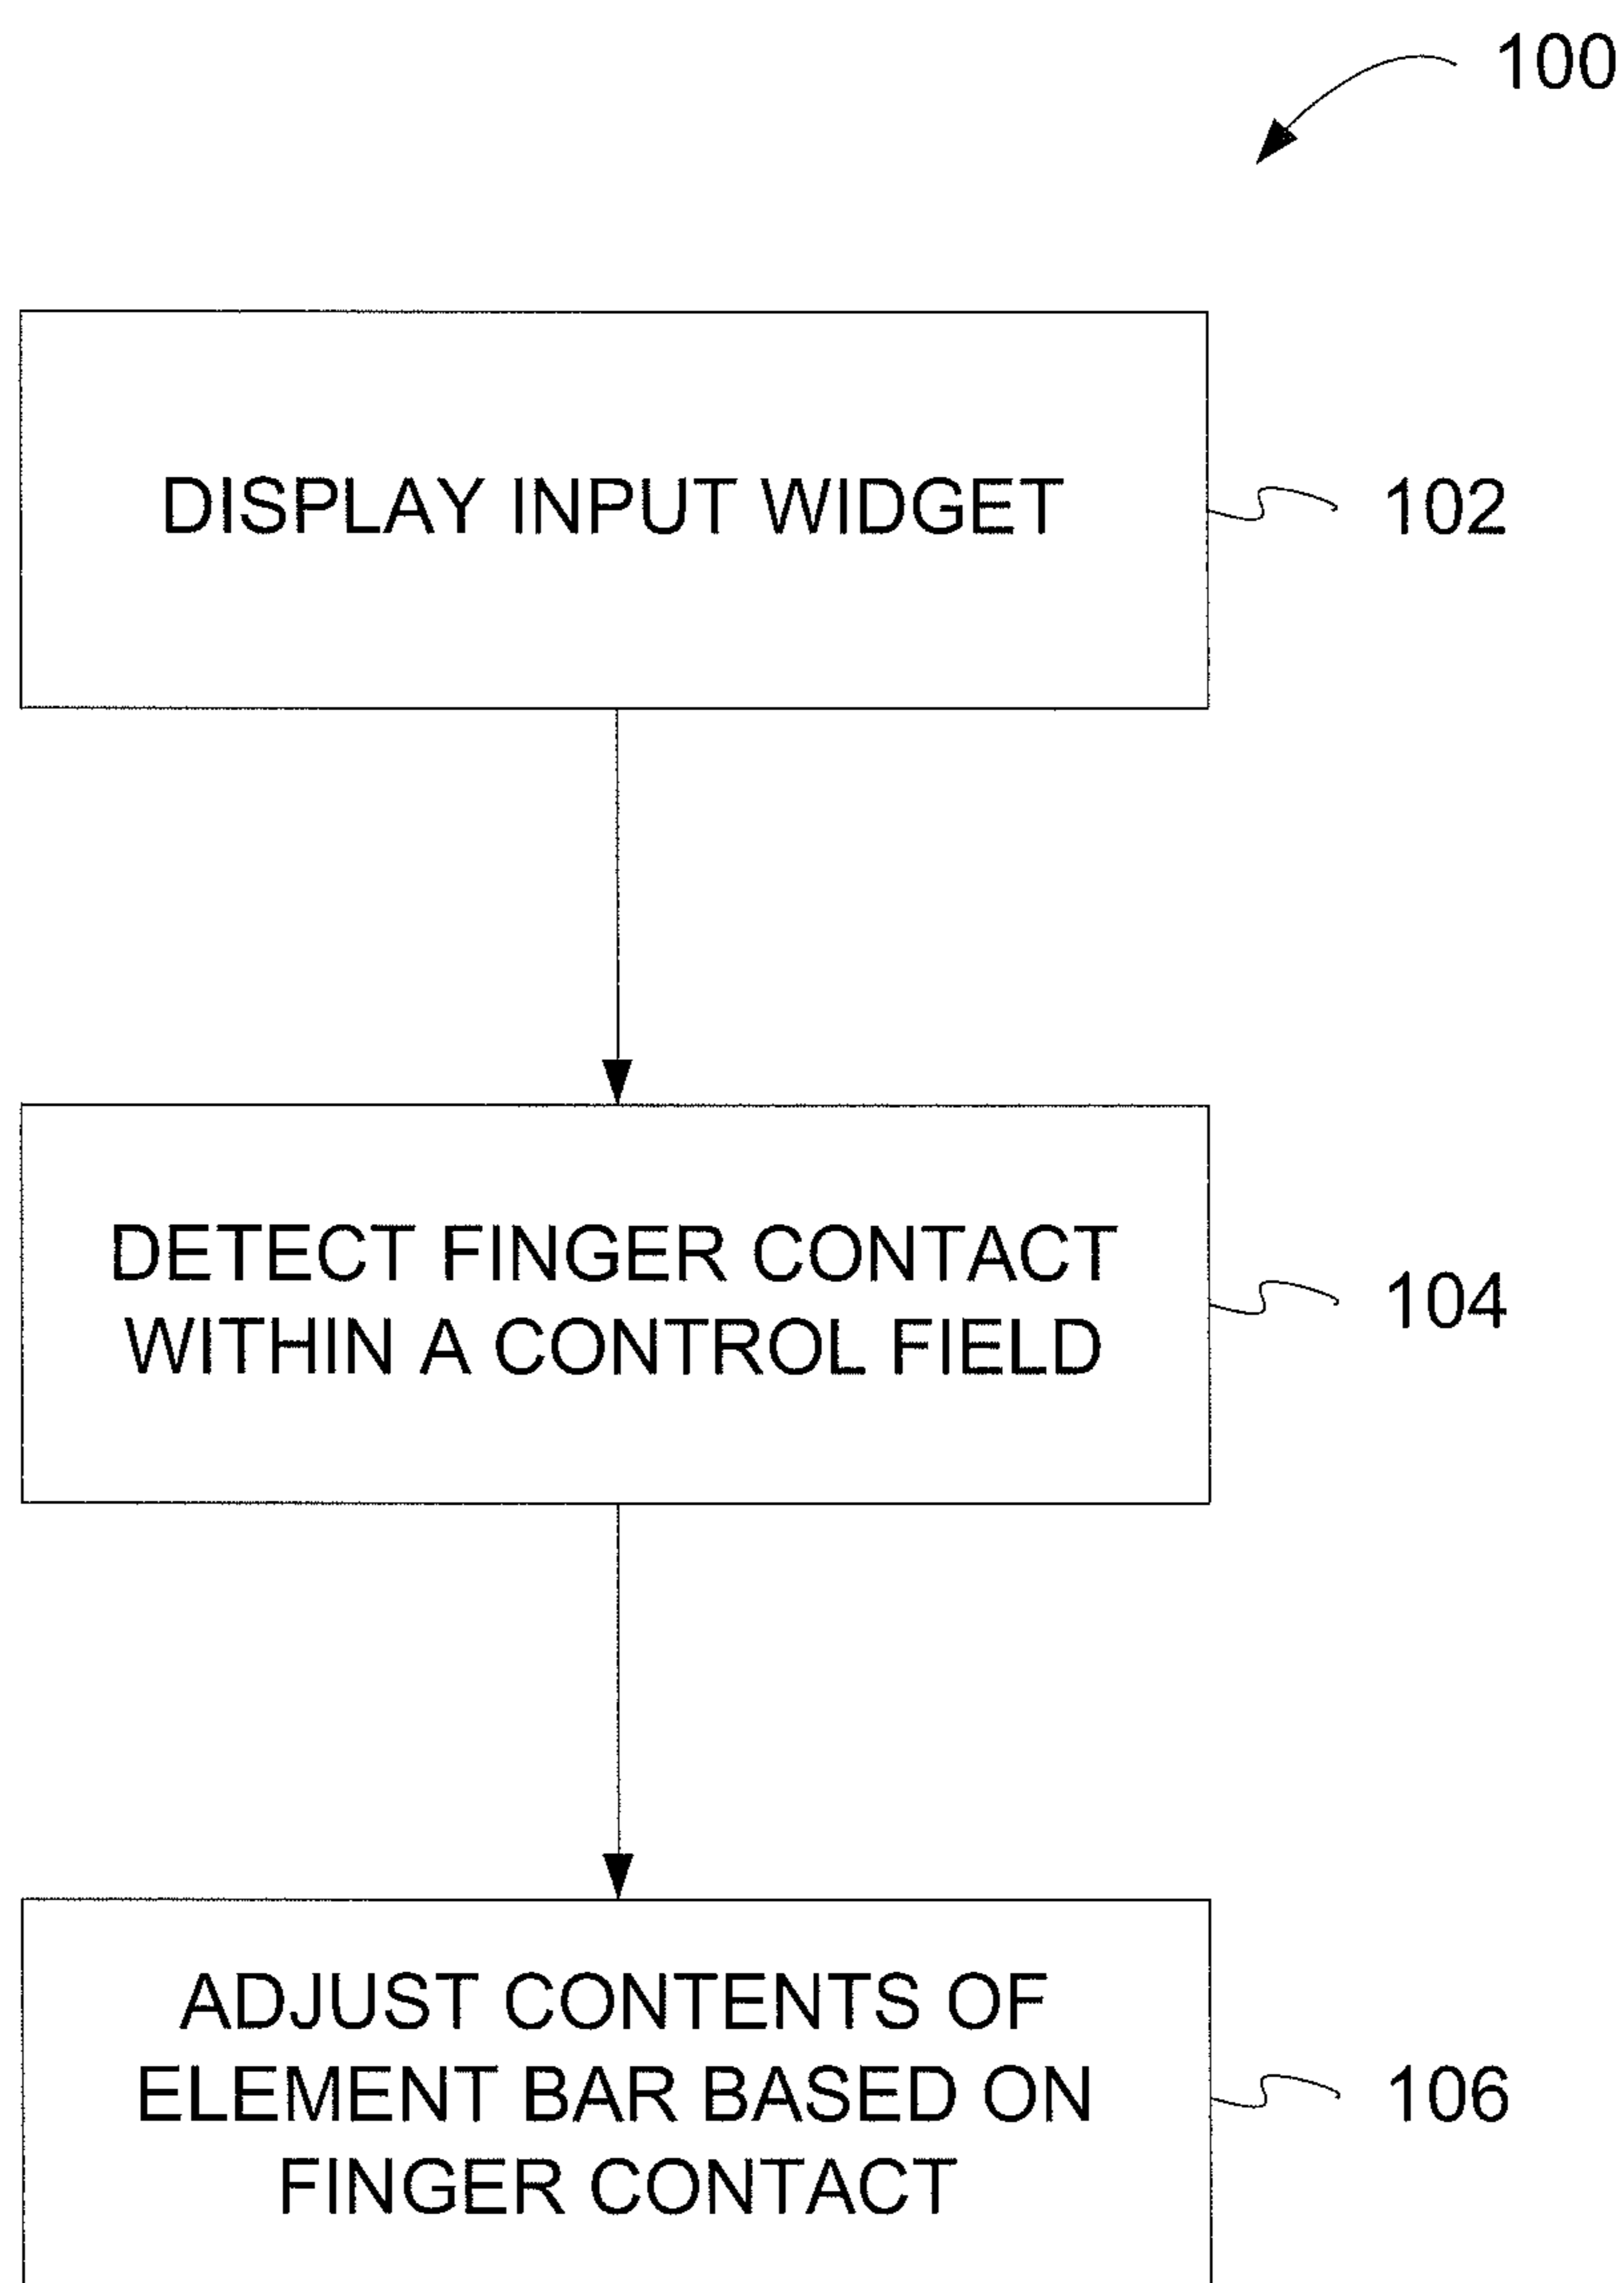 100
DISPLAY INPUT WIDGET
102
DETECT FINGER CONTACT
WITHIN A CONTROL FIELD
104
ADJUST CONTENTS OF
ELEMENT BAR BASED ON
FINGER CONTACT
106